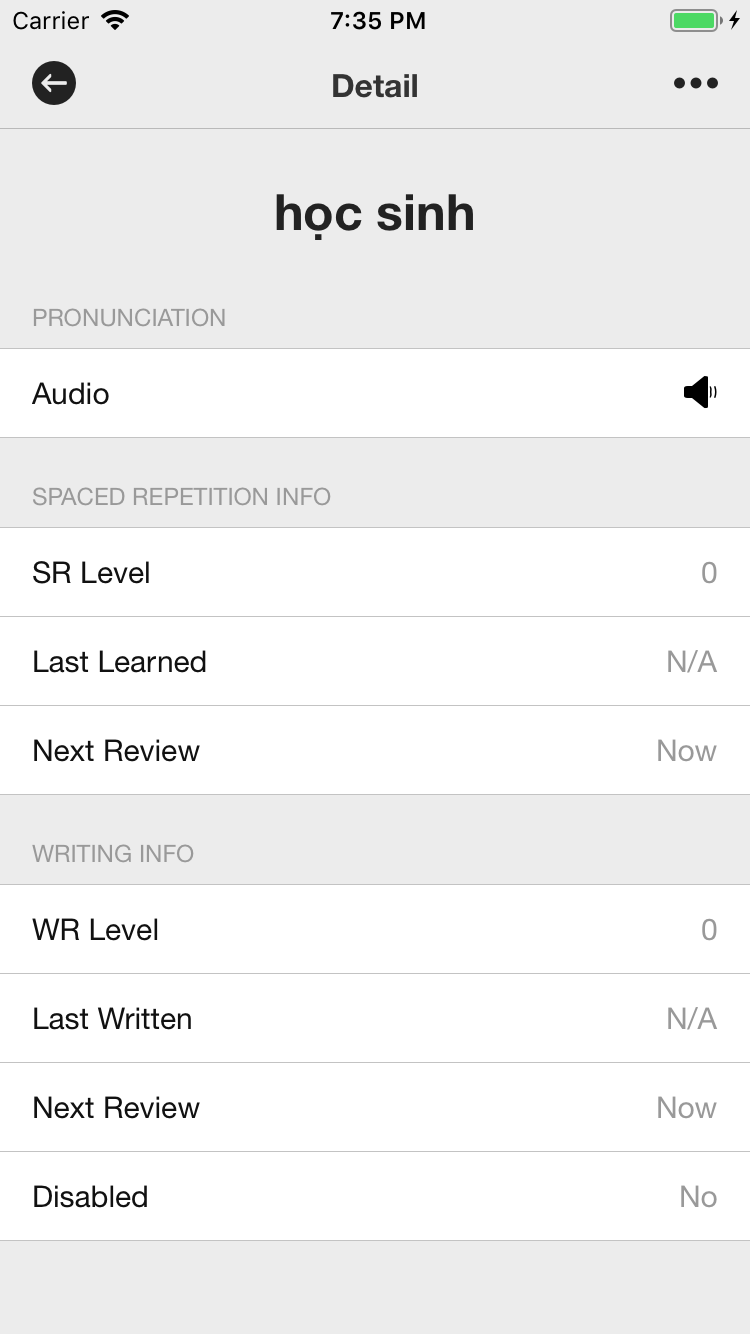 Carrier 7:35 PM
Detail
học sinh
PRONUNCIATION
Audio
SPACED REPETITION INFO
SR Level 0
Last Learned N/A
Next Review Now
WRITING INFO
WR Level 0
Last Written N/A
Next Review Now
Disabled No